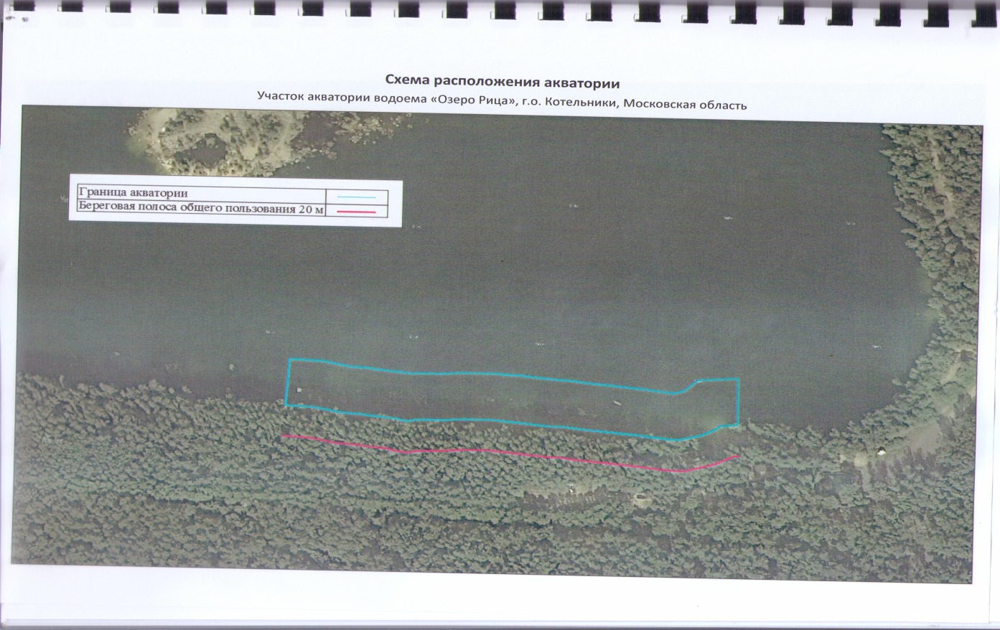 Схема расположения акватории
Участок акватории водоема «Озеро Рица», г.о. Котельники, Московская область
Граница акватории
Береговая полоса общего пользования 20 м